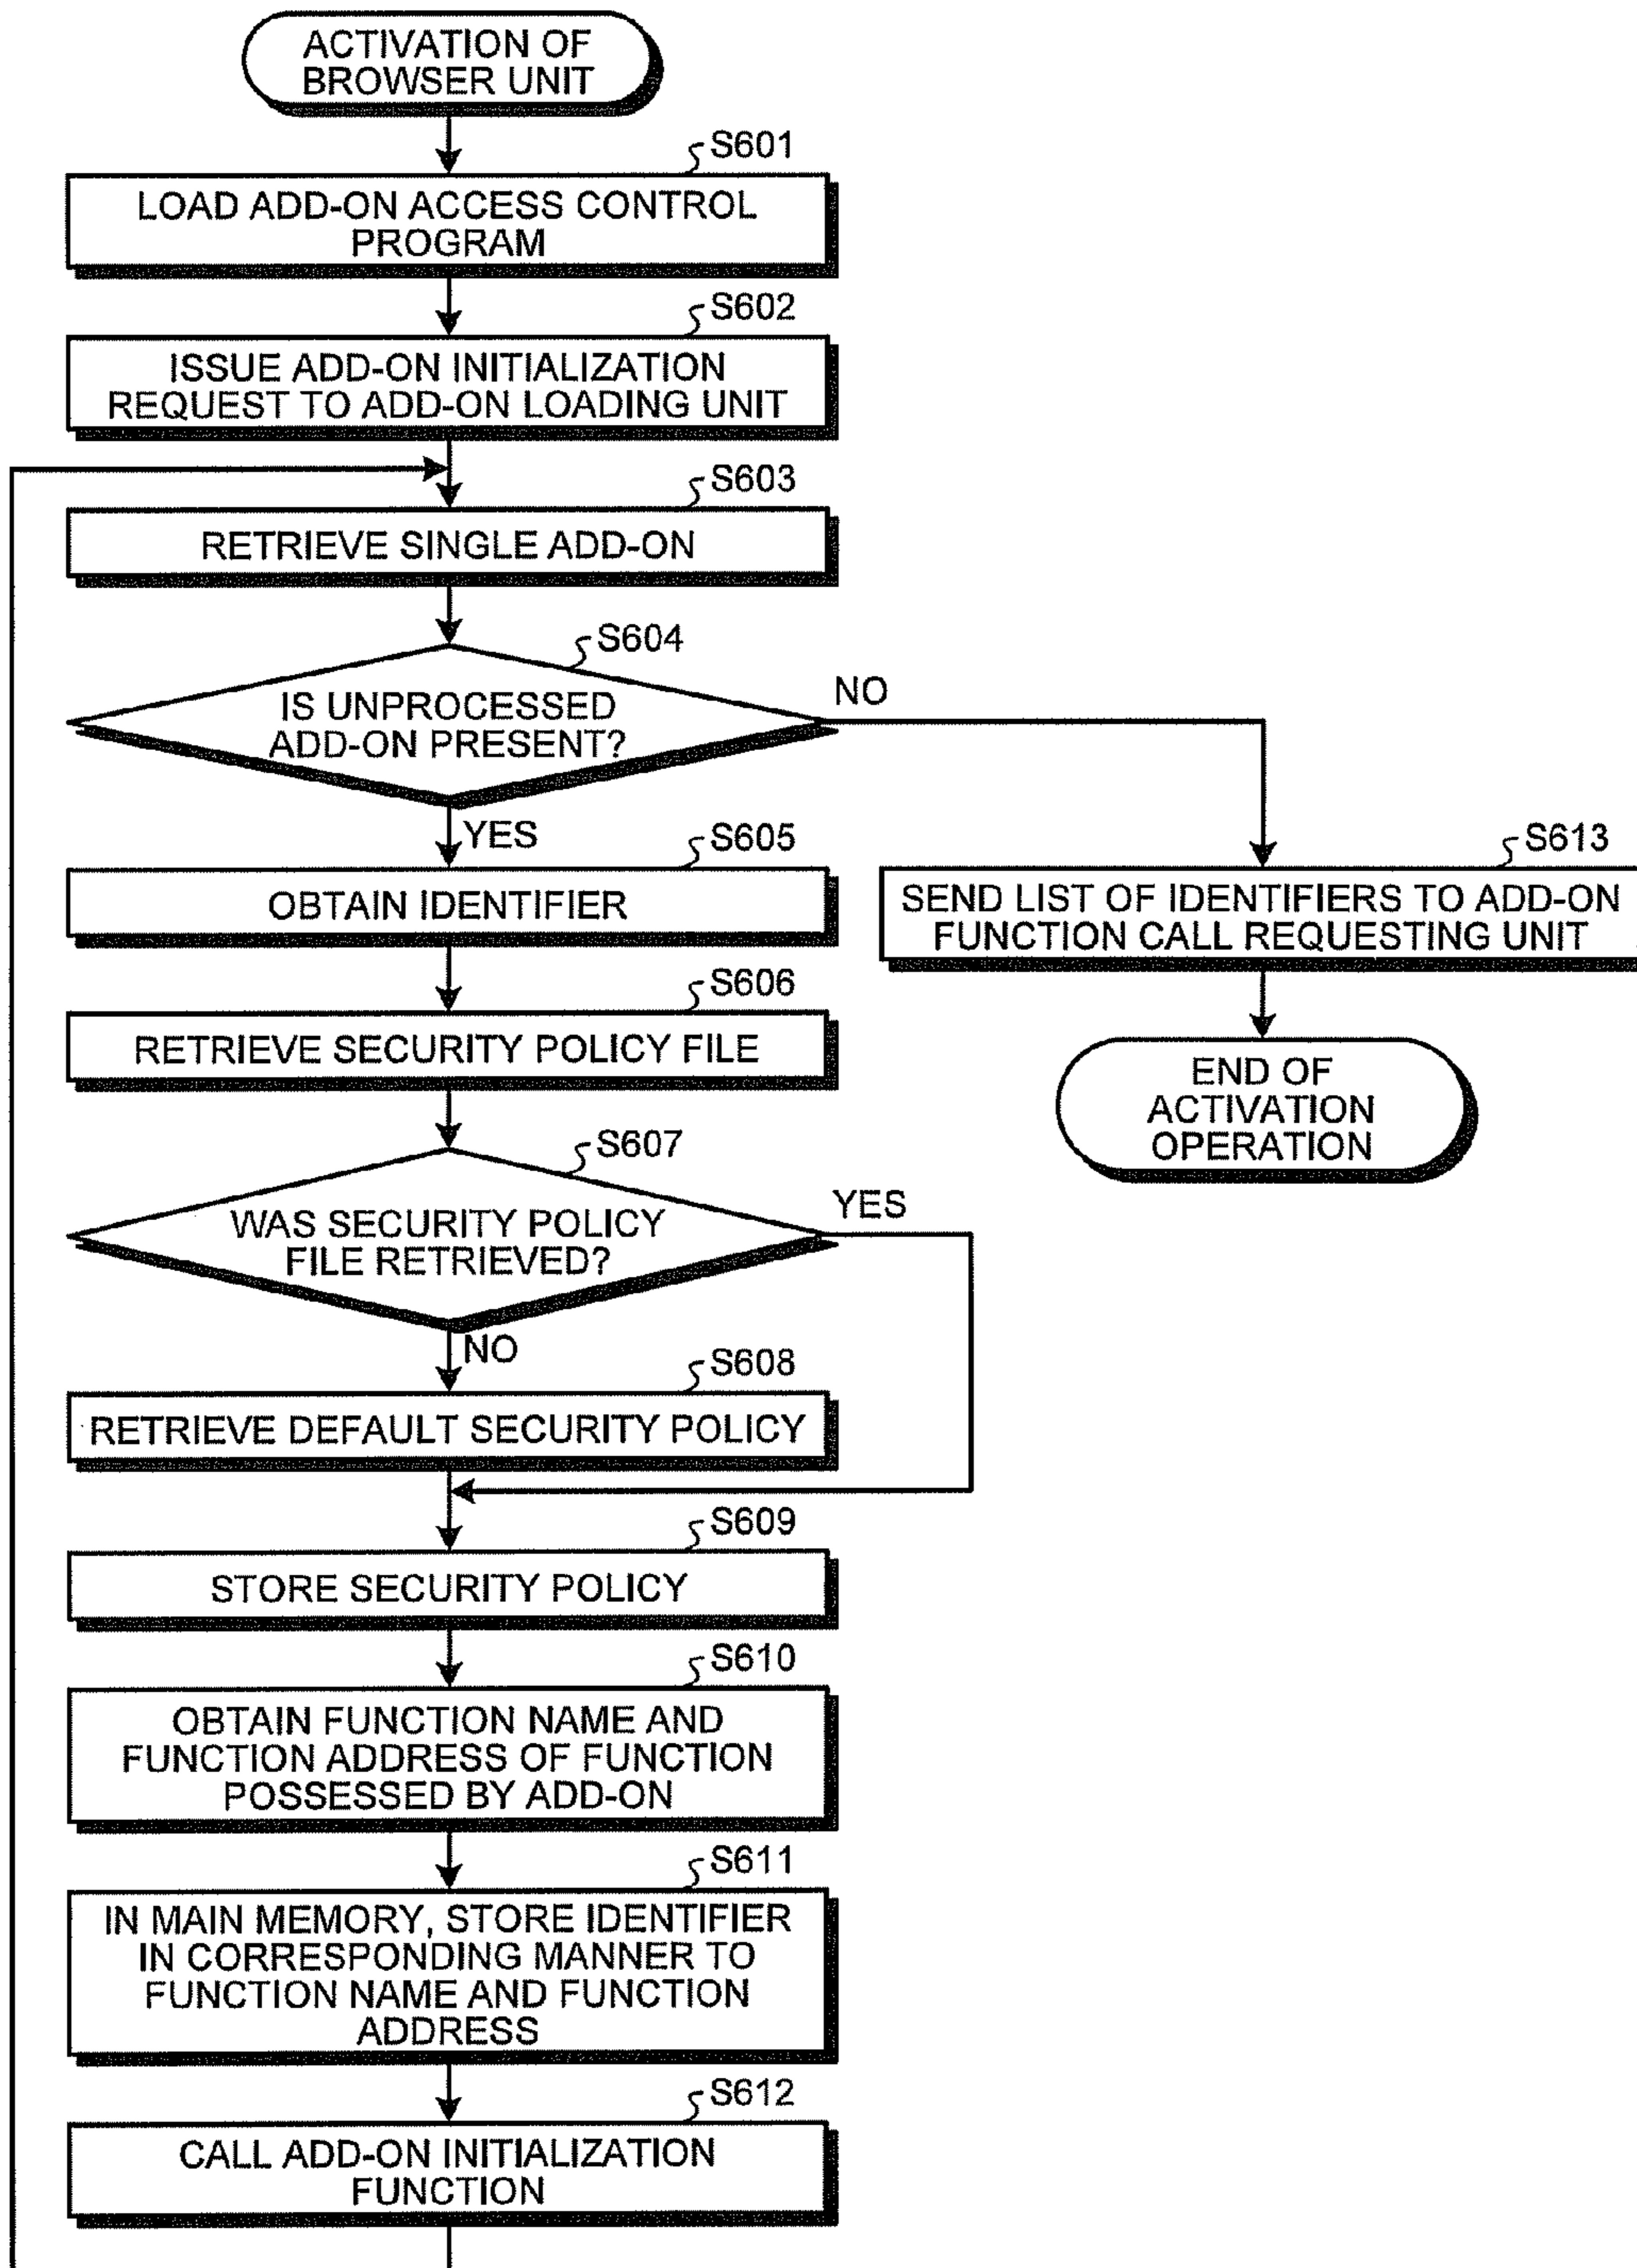 ACTIVATION OF
BROWSER UNIT
S601
LOAD ADD-ON ACCESS CONTROL
PROGRAM
S602
ISSUE ADD-ON INITIALIZATION
REQUEST TO ADD-ON LOADING UNIT
S603
RETRIEVE SINGLE ADD-ON
S604
IS UNPROCESSED
ADD-ON PRESENT?
NO
YES
S605
OBTAIN IDENTIFIER
S613
SEND LIST OF IDENTIFIERS TO ADD-ON
FUNCTION CALL REQUESTING UNIT
S606
RETRIEVE SECURITY POLICY FILE
END OF
ACTIVATION
OPERATION
S607
WAS SECURITY POLICY
FILE RETRIEVED?
YES
NO
S608
RETRIEVE DEFAULT SECURITY POLICY
S609
STORE SECURITY POLICY
S610
OBTAIN FUNCTION NAME AND
FUNCTION ADDRESS OF FUNCTION
POSSESSED BY ADD-ON
S611
IN MAIN MEMORY, STORE IDENTIFIER
IN CORRESPONDING MANNER TO
FUNCTION NAME AND FUNCTION
ADDRESS
S612
CALL ADD-ON INITIALIZATION
FUNCTION